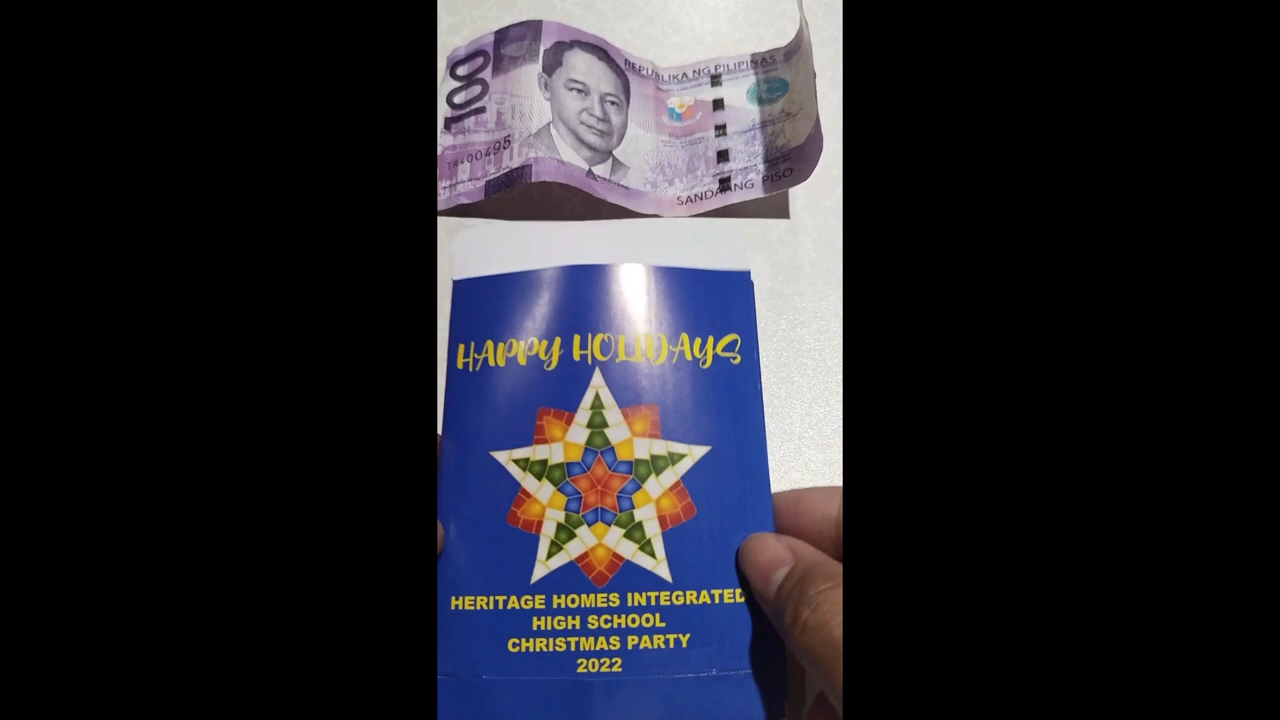 100
REPUBLIKA NG PILIPINAS
SANDAANG PISO
HAPPY HOLIDAYS
HERITAGE HOMES INTEGRATED
HIGH SCHOOL
CHRISTMAS PARTY
2022